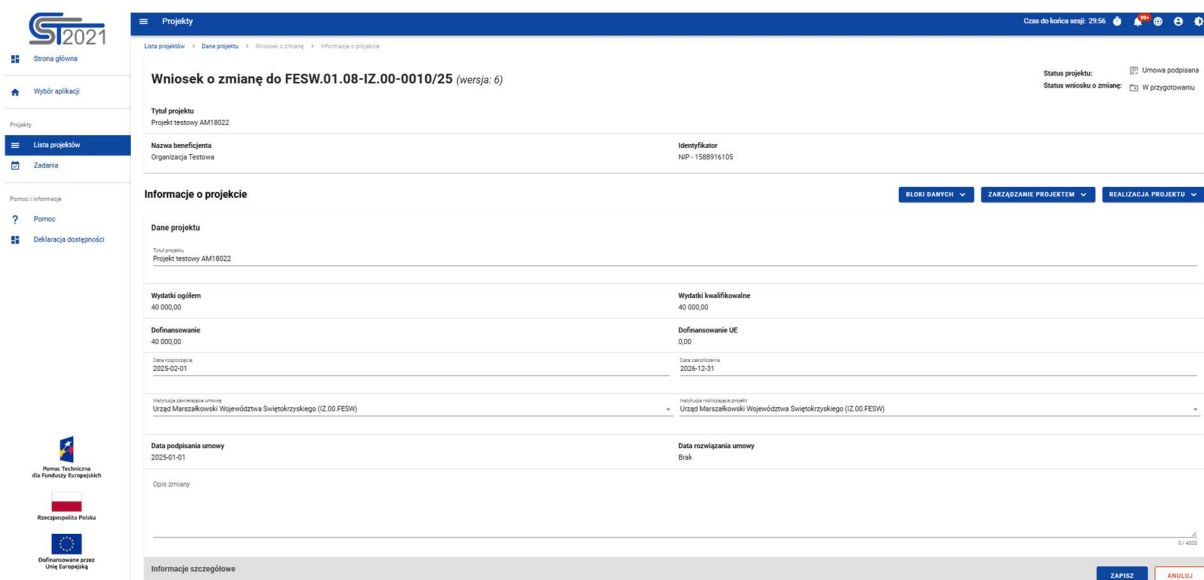 CST2021
Projekty
Czas do końca sesji: 29:56
99+
Strona główna
Wybór aplikacji
Projekty
Lista projektów
Zadania
Pomoc i informacje
Pomoc
Deklaracja dostępności
Lista projektów > Dane projektu > Wniosek o zmianę > Informacje o projekcie
Wniosek o zmianę do FESW.01.08-IZ.00-0010/25 (wersja: 6)
Status projektu: Umowa podpisana
Status wniosku o zmianę: W przygotowaniu
Tytuł projektu
Projekt testowy AM18022
Nazwa beneficjenta
Organizacja Testowa
Identyfikator
NIP - 1588916105
Informacje o projekcie
BLOKI DANYCH
ZARZĄDZANIE PROJEKTEM
REALIZACJA PROJEKTU
Dane projektu
Tytuł projektu
Projekt testowy AM18022
Wydatki ogółem
40 000,00
Wydatki kwalifikowalne
40 000,00
Dofinansowanie
40 000,00
Dofinansowanie UE
0,00
Data rozpoczęcia
2025-02-01
Data zakończenia
2026-12-31
Instytucja zawierająca umowę
Urząd Marszałkowski Województwa Świętokrzyskiego (IZ.00.FESW)
Instytucja rozliczająca projekt
Urząd Marszałkowski Województwa Świętokrzyskiego (IZ.00.FESW)
Data podpisania umowy
2025-01-01
Data rozwiązania umowy
Brak
Opis zmiany
0 / 4000
Informacje szczegółowe
ZAPISZ
ANULUJ
Pomoc Techniczna
dla Funduszy Europejskich
Rzeczpospolita Polska
Dofinansowane przez
Unię Europejską